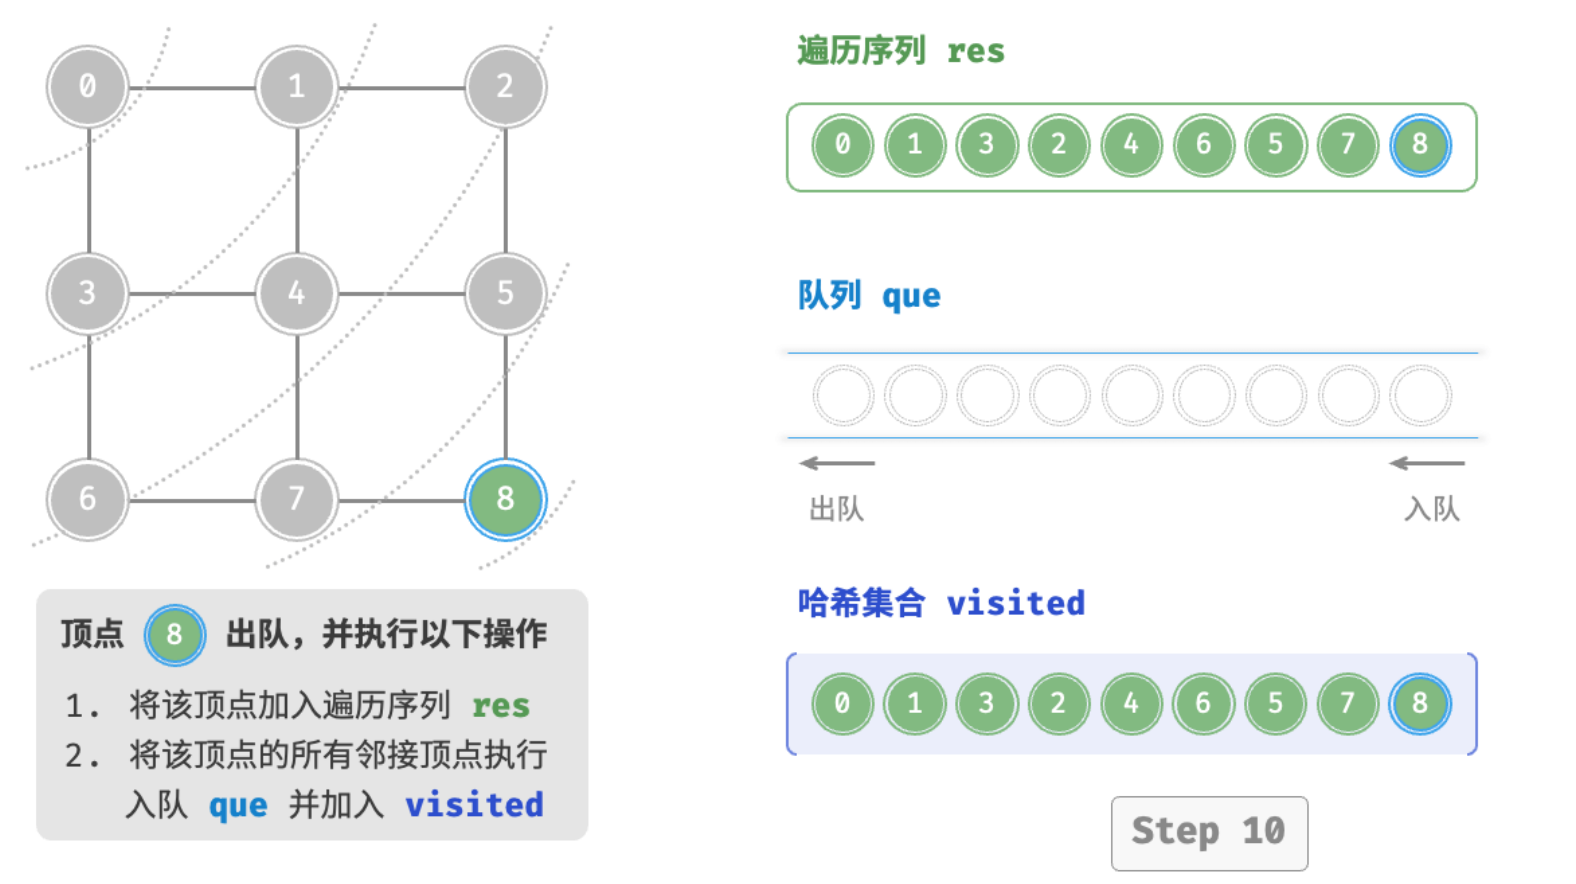 0 1 2
3 4 5
6 7 8
顶点 8 出队，并执行以下操作
1. 将该顶点加入遍历序列 res
2. 将该顶点的所有邻接顶点执行
入队 que 并加入 visited
遍历序列 res
0 1 3 2 4 6 5 7 8
队列 que
出队 入队
哈希集合 visited
0 1 3 2 4 6 5 7 8
Step 10